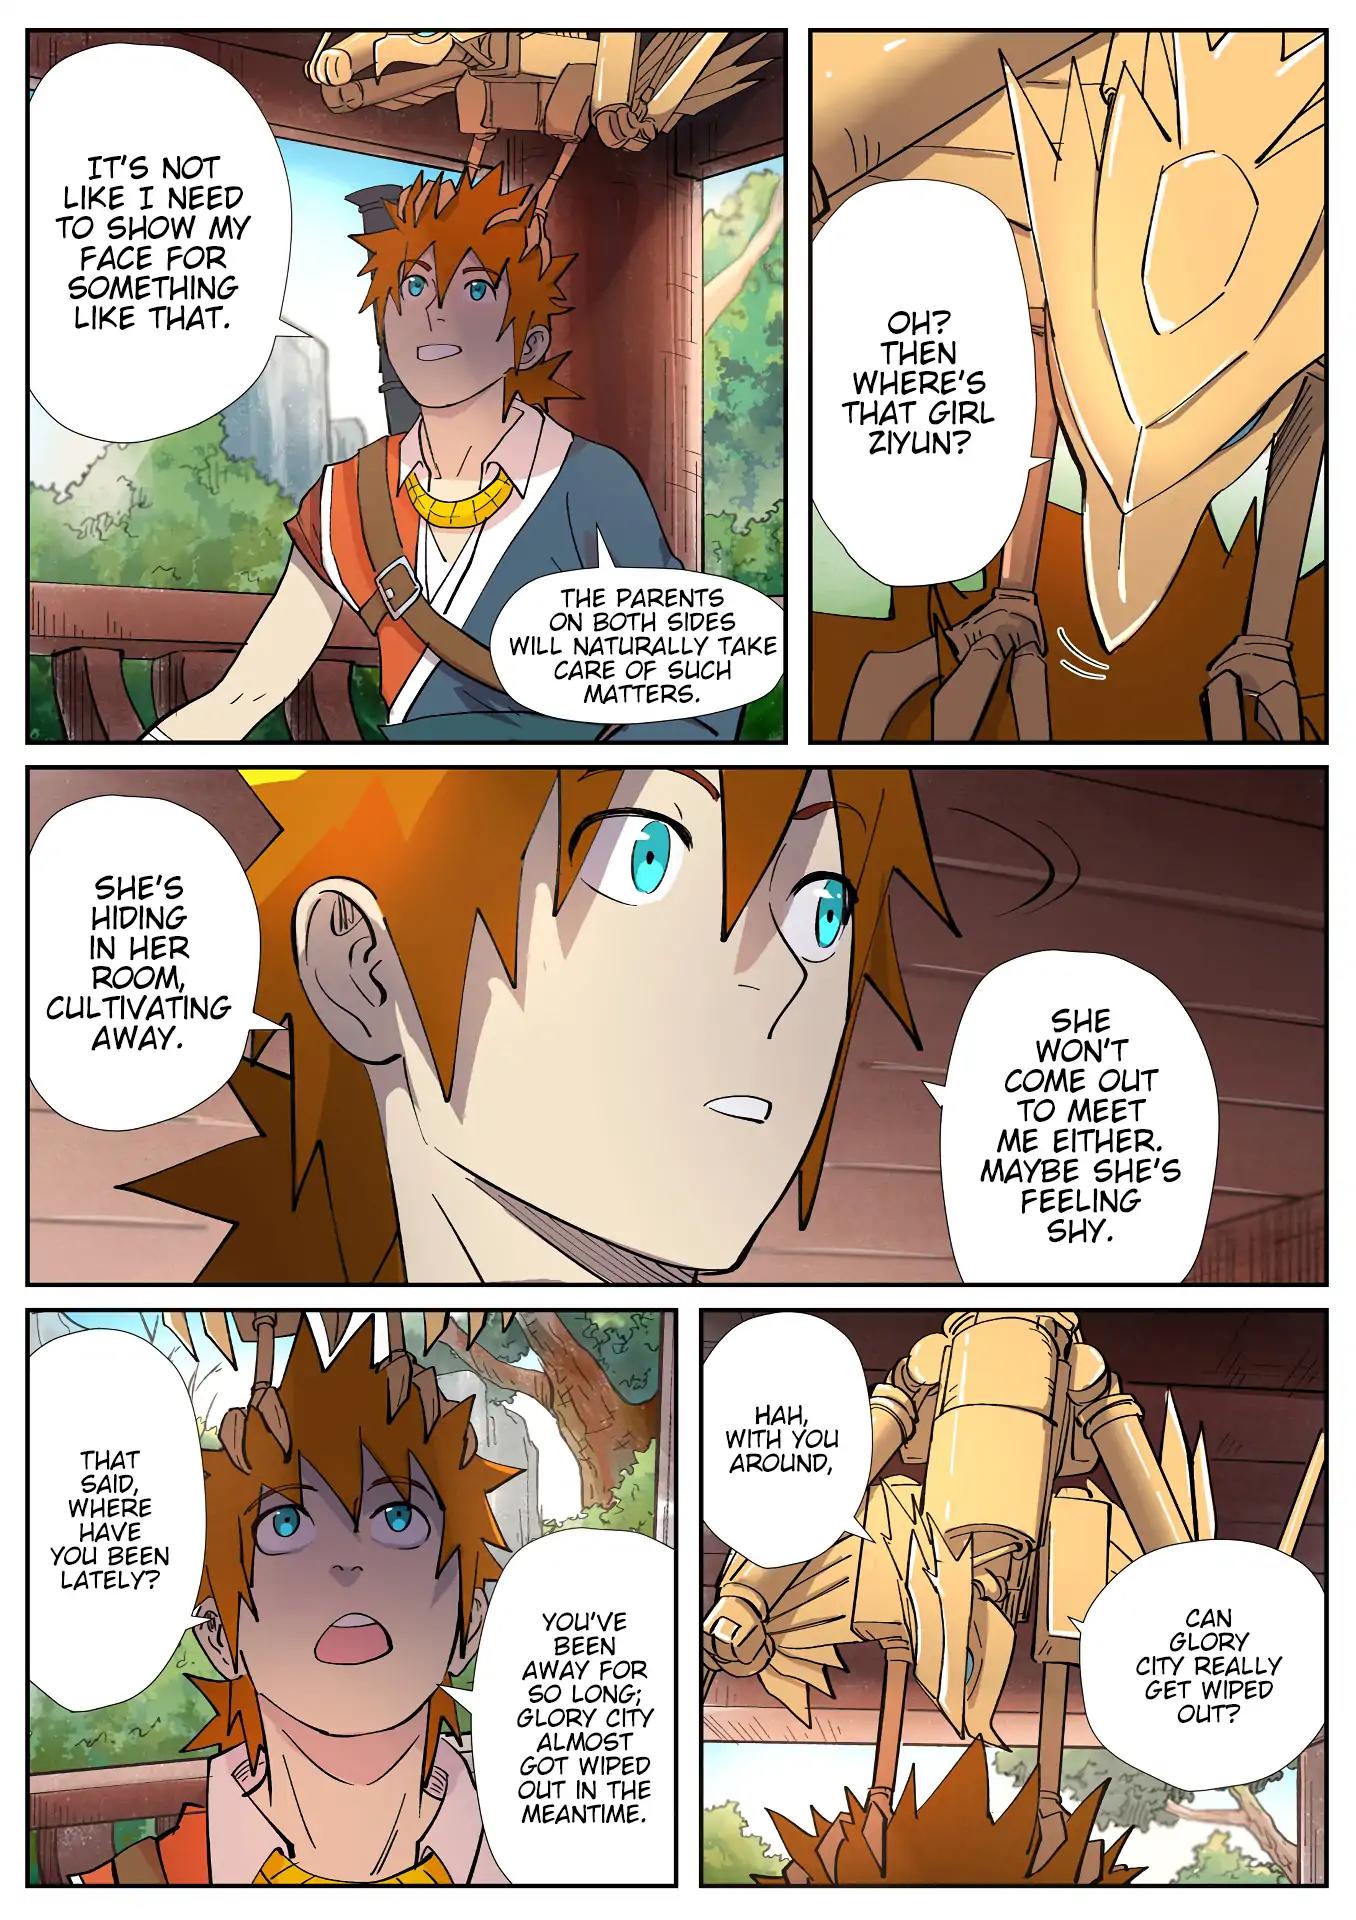 IT'S NOT
LIKE I NEED
TO SHOW MY
FACE FOR
SOMETHING
LIKE THAT.
THE PARENTS
ON BOTH SIDES
WILL NATURALLY TAKE
CARE OF SUCH
MATTERS.
OH?
THEN
WHERE'S
THAT GIRL
ZIYUN?
SHE'S
HIDING
IN HER
ROOM,
CULTIVATING
AWAY.
SHE
WON'T
COME OUT
TO MEET
ME EITHER.
MAYBE SHE'S
FEELING
SHY.
THAT
SAID,
WHERE
HAVE
YOU BEEN
LATELY?
YOU'VE
BEEN
AWAY FOR
SO LONG;
GLORY CITY
ALMOST
GOT WIPED
OUT IN THE
MEANTIME.
HAH,
WITH YOU
AROUND,
CAN
GLORY
CITY REALLY
GET WIPED
OUT?